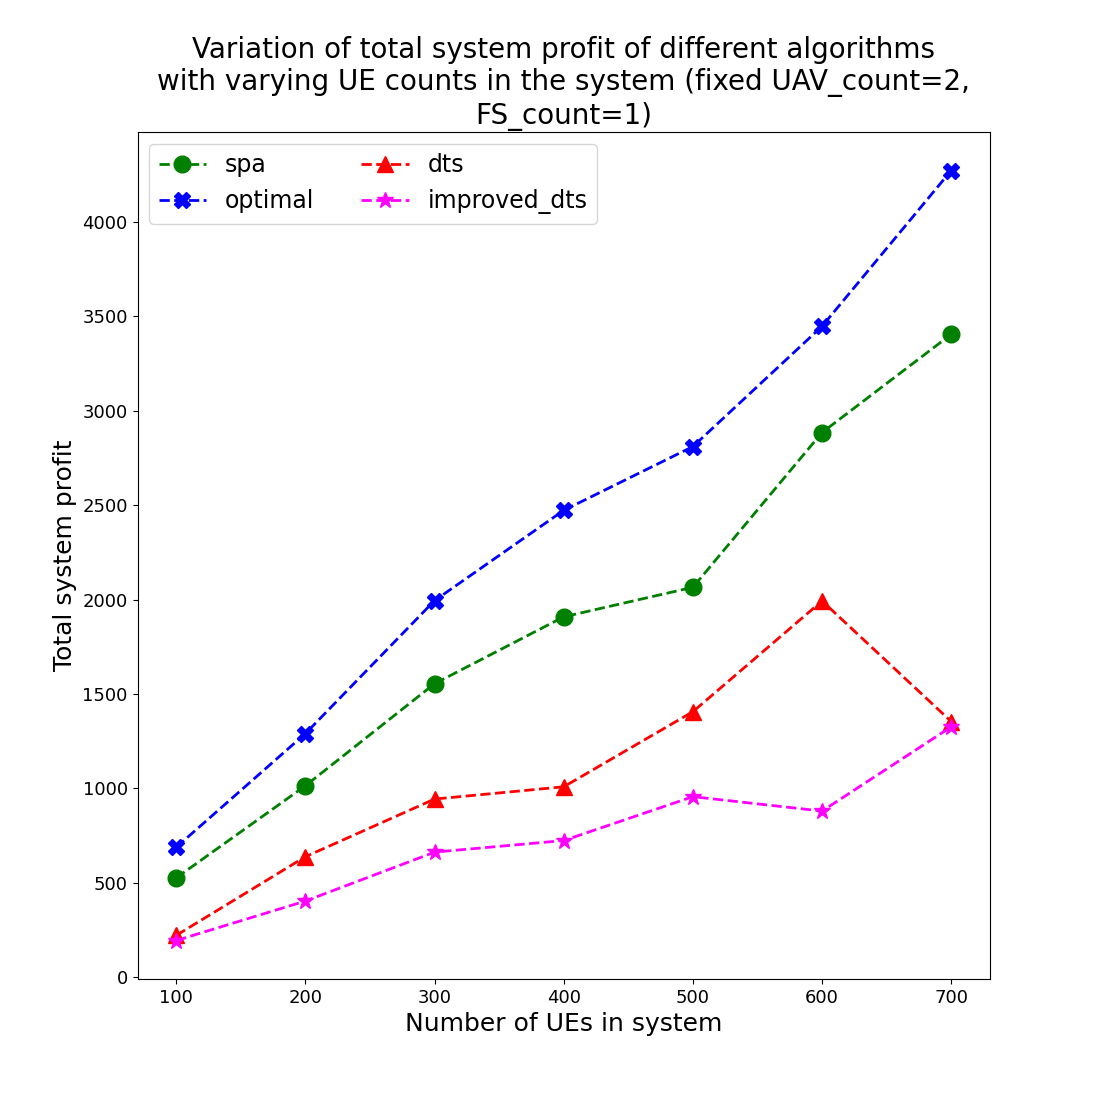 Variation of total system profit of different algorithms
with varying UE counts in the system (fixed UAV_count=2,
FS_count=1)
spa
optimal
dts
improved_dts
4000
3500
3000
2500
2000
1500
1000
500
0
Total system profit
100 200 300 400 500 600 700
Number of UEs in system